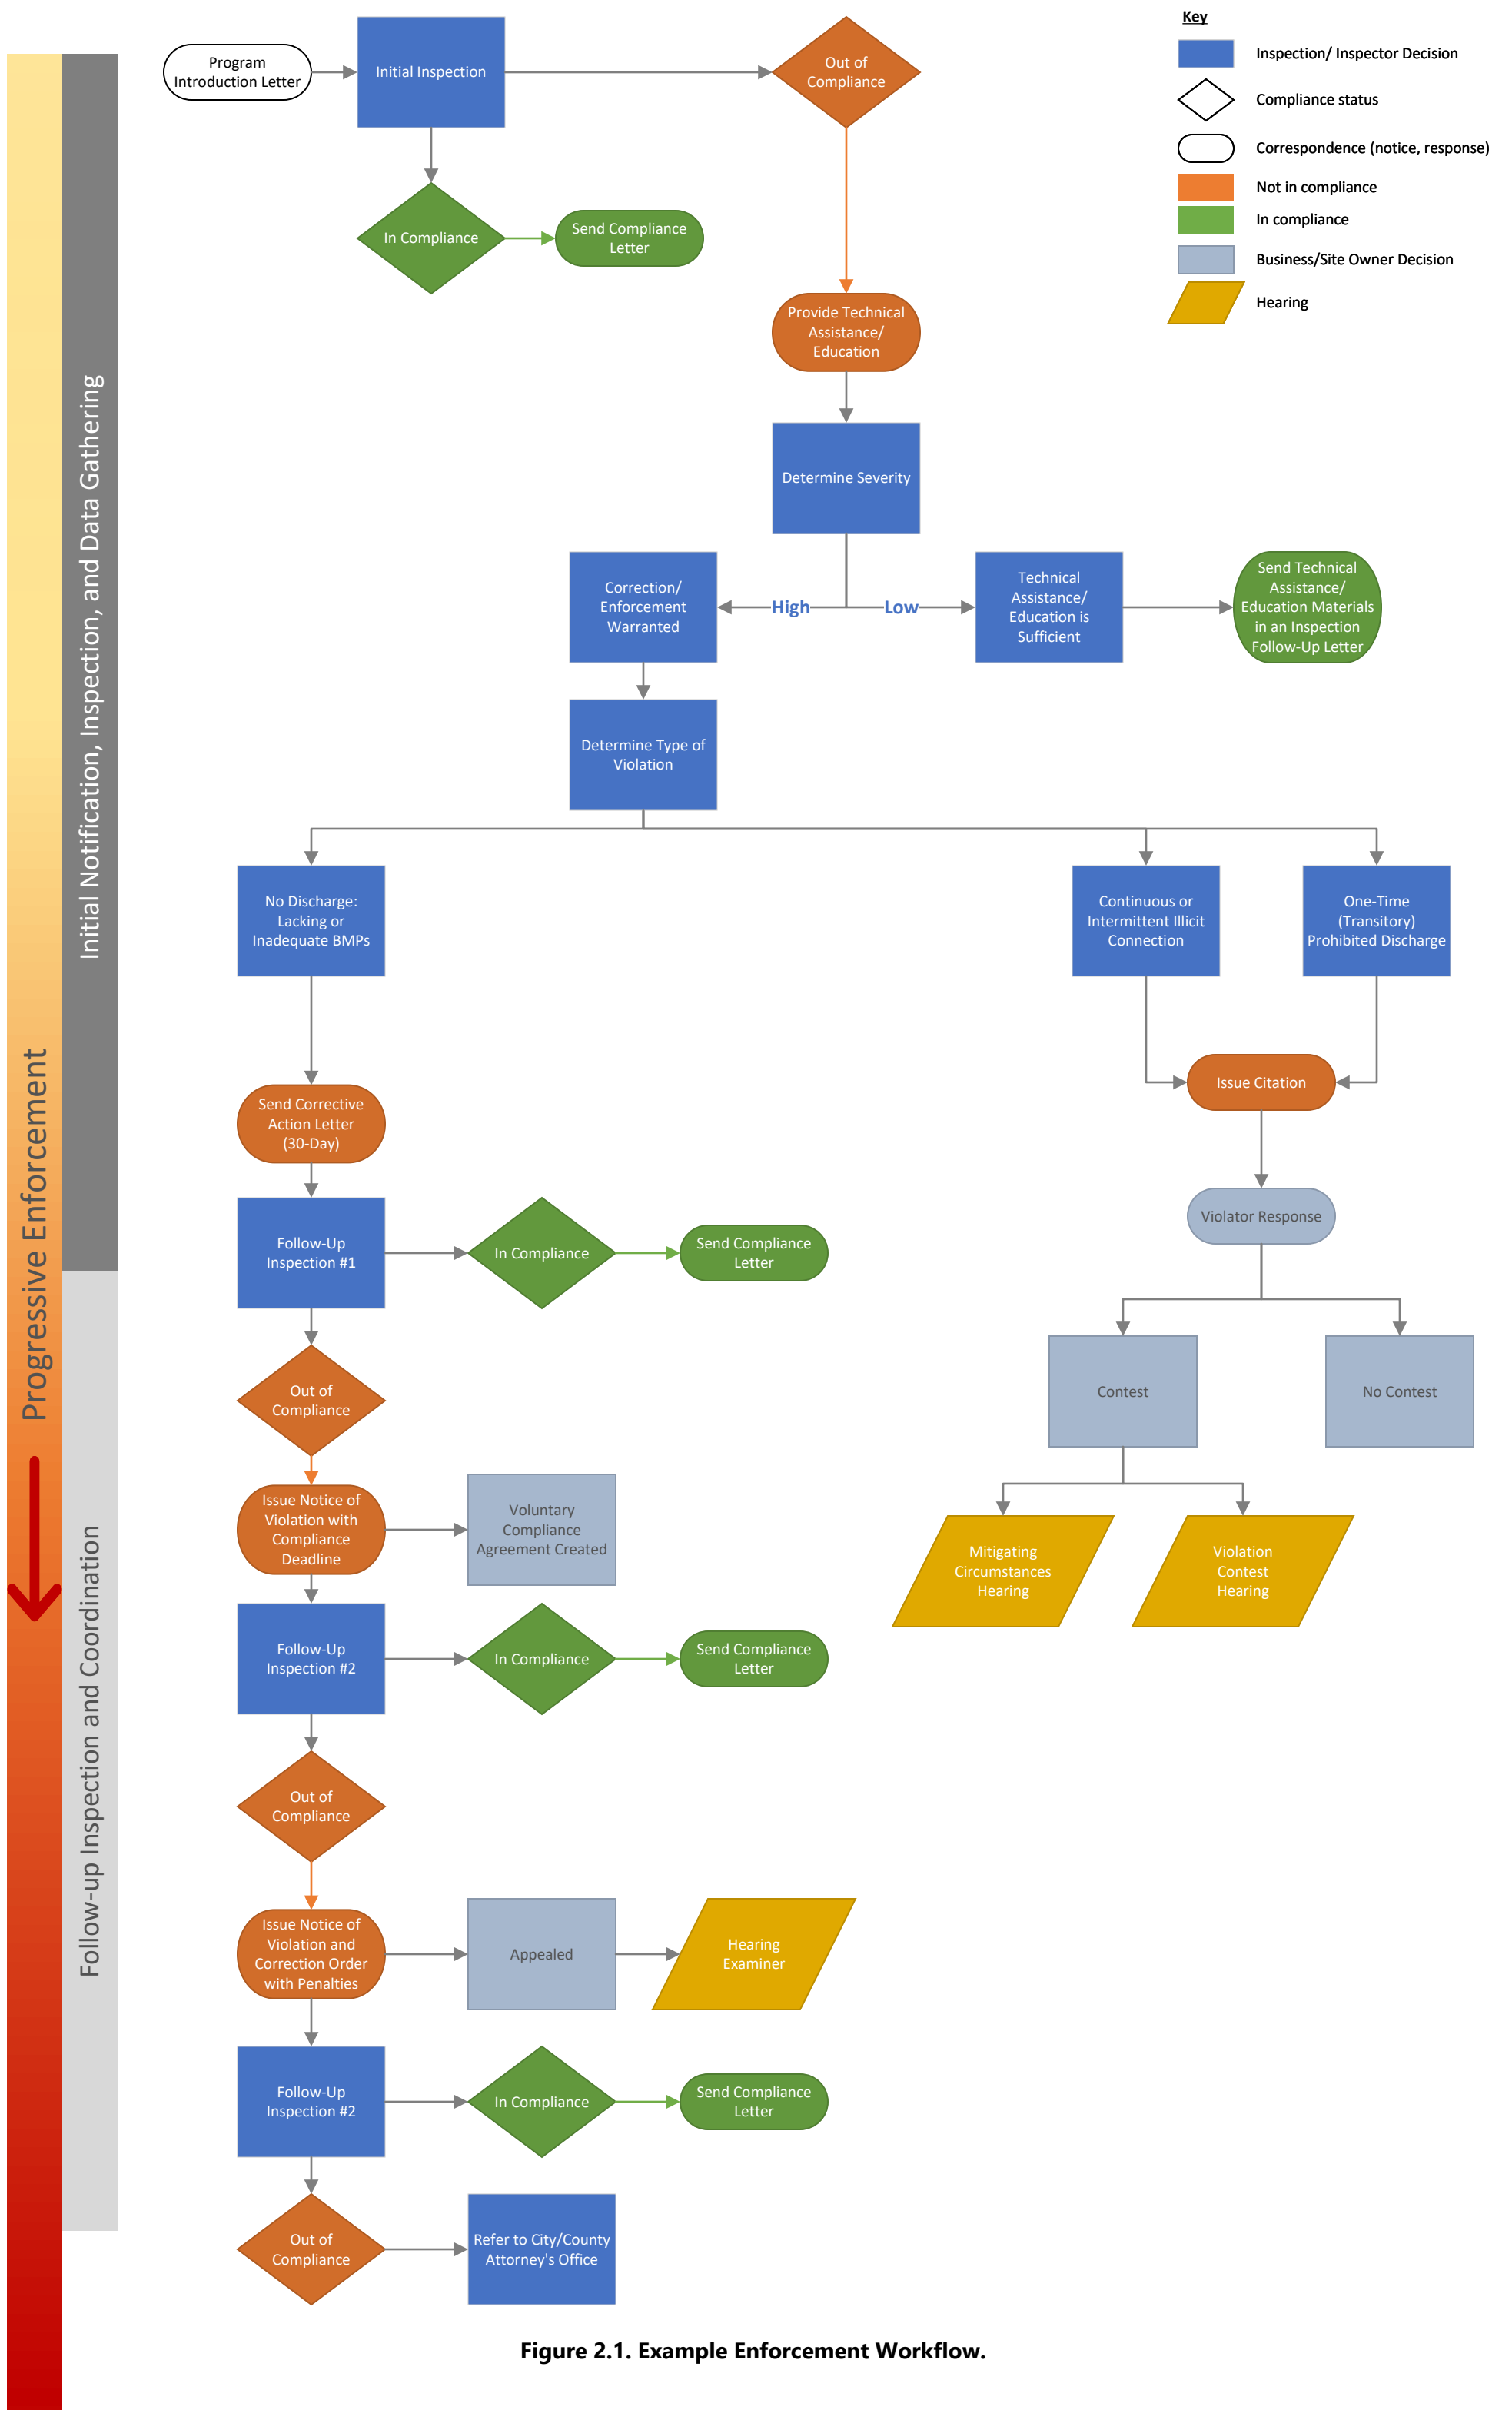 Key
Inspection/ Inspector Decision
Compliance status
Correspondence (notice, response)
Not in compliance
In compliance
Business/Site Owner Decision
Hearing
Progressive Enforcement
Initial Notification, Inspection, and Data Gathering
Follow-up Inspection and Coordination
Program
Introduction Letter
Initial Inspection
Out of
Compliance
In Compliance
Send Compliance
Letter
Provide Technical
Assistance/
Education
Determine Severity
Correction/
Enforcement
Warranted
High
Low
Technical
Assistance/
Education is
Sufficient
Send Technical
Assistance/
Education Materials
in an Inspection
Follow-Up Letter
Determine Type of
Violation
No Discharge:
Lacking or
Inadequate BMPs
Continuous or
Intermittent Illicit
Connection
One-Time
(Transitory)
Prohibited Discharge
Send Corrective
Action Letter
(30-Day)
Issue Citation
Follow-Up
Inspection #1
In Compliance
Send Compliance
Letter
Violator Response
Out of
Compliance
Contest
No Contest
Issue Notice of
Violation with
Compliance
Deadline
Voluntary
Compliance
Agreement Created
Mitigating
Circumstances
Hearing
Violation
Contest
Hearing
Follow-Up
Inspection #2
In Compliance
Send Compliance
Letter
Out of
Compliance
Issue Notice of
Violation and
Correction Order
with Penalties
Appealed
Hearing
Examiner
Follow-Up
Inspection #2
In Compliance
Send Compliance
Letter
Out of
Compliance
Refer to City/County
Attorney's Office
Figure 2.1. Example Enforcement Workflow.